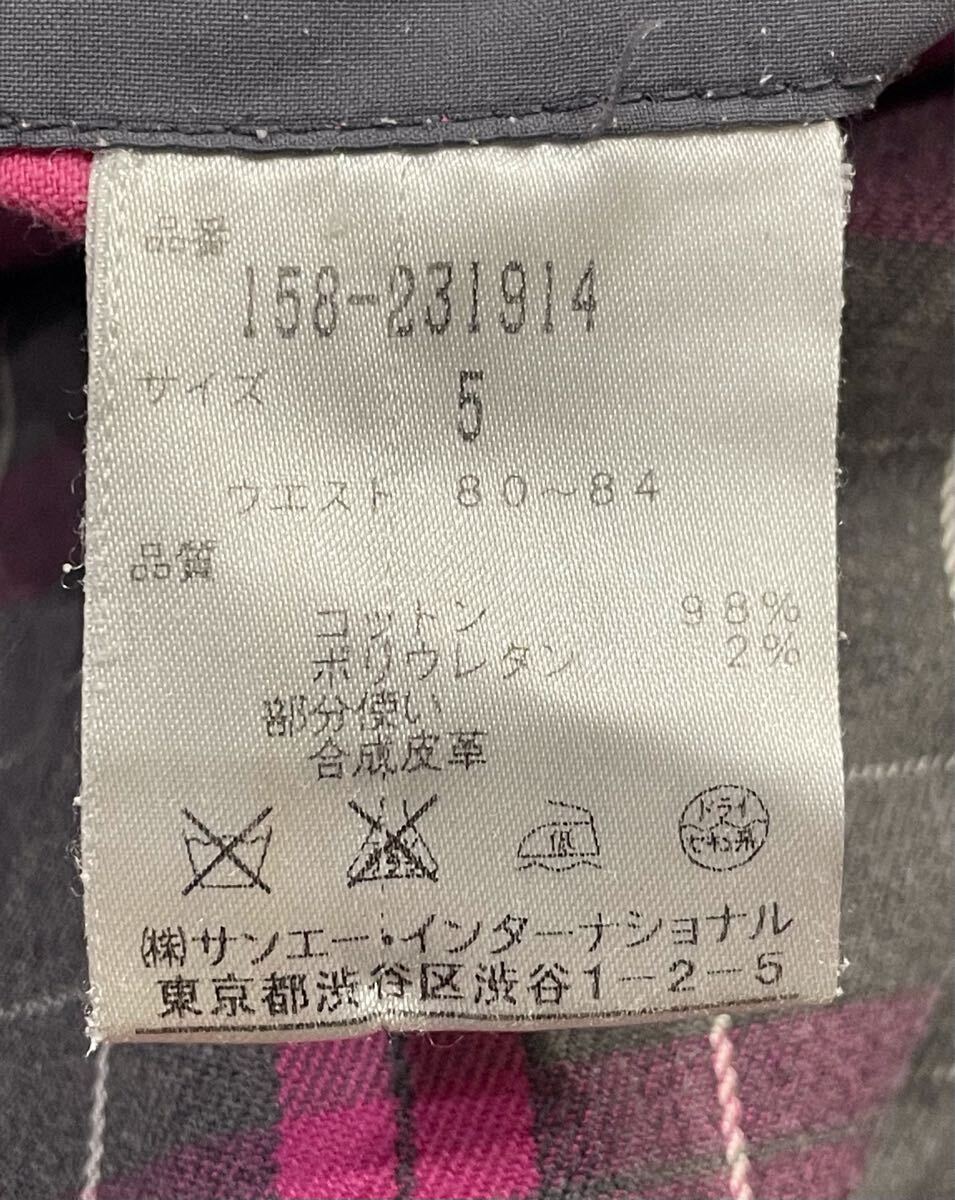 品番
158-231914
サイズ 5
ウエスト 80~84
品質
コットン 98%
ポリウレタン 2%
部分使い
合成皮革
低
ドライ
セキユ系
㈱サンエー・インターナショナル
東京都渋谷区渋谷1-2-5